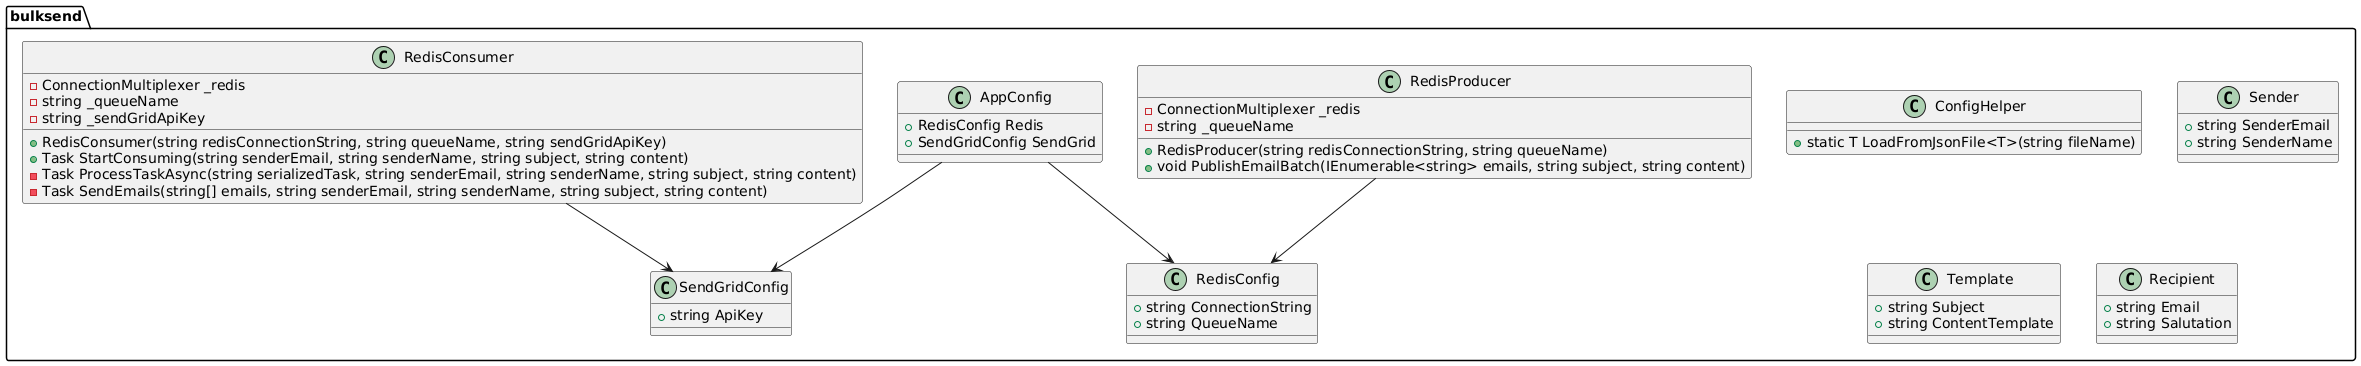 bulksend
C RedisConsumer
ConnectionMultiplexer _redis
string _queueName
string _sendGridApiKey
RedisConsumer(string redisConnectionString, string queueName, string sendGridApiKey)
Task StartConsuming(string senderEmail, string senderName, string subject, string content)
Task ProcessTaskAsync(string serializedTask, string senderEmail, string senderName, string subject, string content)
Task SendEmails(string[] emails, string senderEmail, string senderName, string subject, string content)
C AppConfig
RedisConfig Redis
SendGridConfig SendGrid
C RedisProducer
ConnectionMultiplexer _redis
string _queueName
RedisProducer(string redisConnectionString, string queueName)
void PublishEmailBatch(IEnumerable<string> emails, string subject, string content)
C ConfigHelper
static T LoadFromJsonFile<T>(string fileName)
C Sender
string SenderEmail
string SenderName
C SendGridConfig
string ApiKey
C RedisConfig
string ConnectionString
string QueueName
C Template
string Subject
string ContentTemplate
C Recipient
string Email
string Salutation